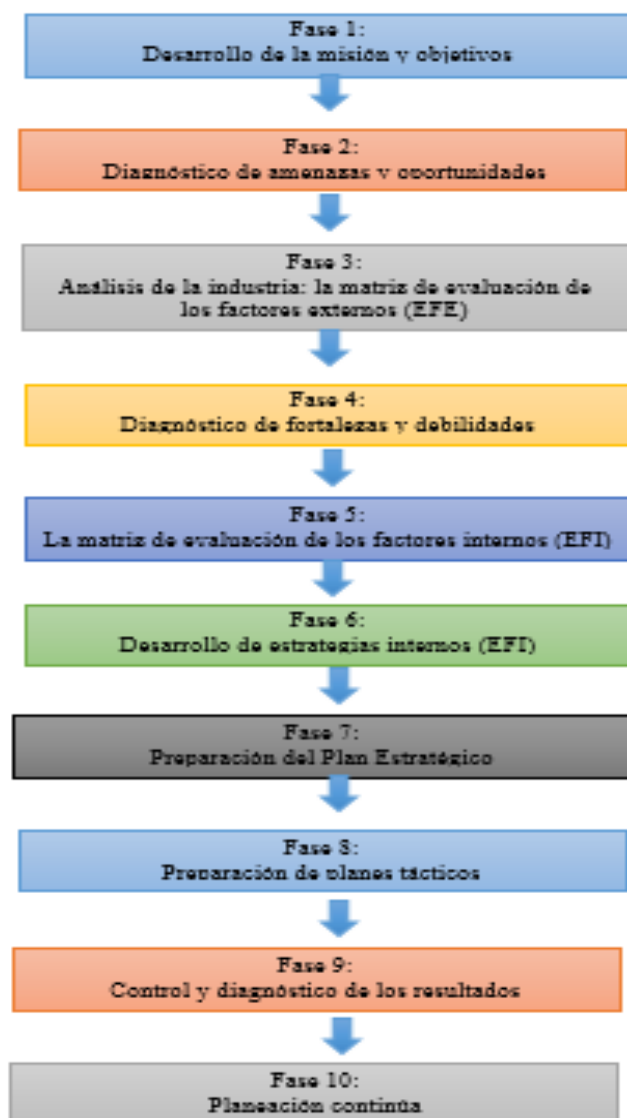 Fase 1:
Desarrollo de la misión y objetivos
Fase 2:
Diagnóstico de amenazas y oportunidades
Fase 3:
Análisis de la industria: la matriz de evaluación de
los factores externos (EFE)
Fase 4:
Diagnóstico de fortalezas y debilidades
Fase 5:
La matriz de evaluación de los factores internos (EFI)
Fase 6:
Desarrollo de estrategias internos (EFI)
Fase 7:
Preparación del Plan Estratégico
Fase 8:
Preparación de planes tácticos
Fase 9:
Control y diagnóstico de los resultados
Fase 10:
Planeación continúa